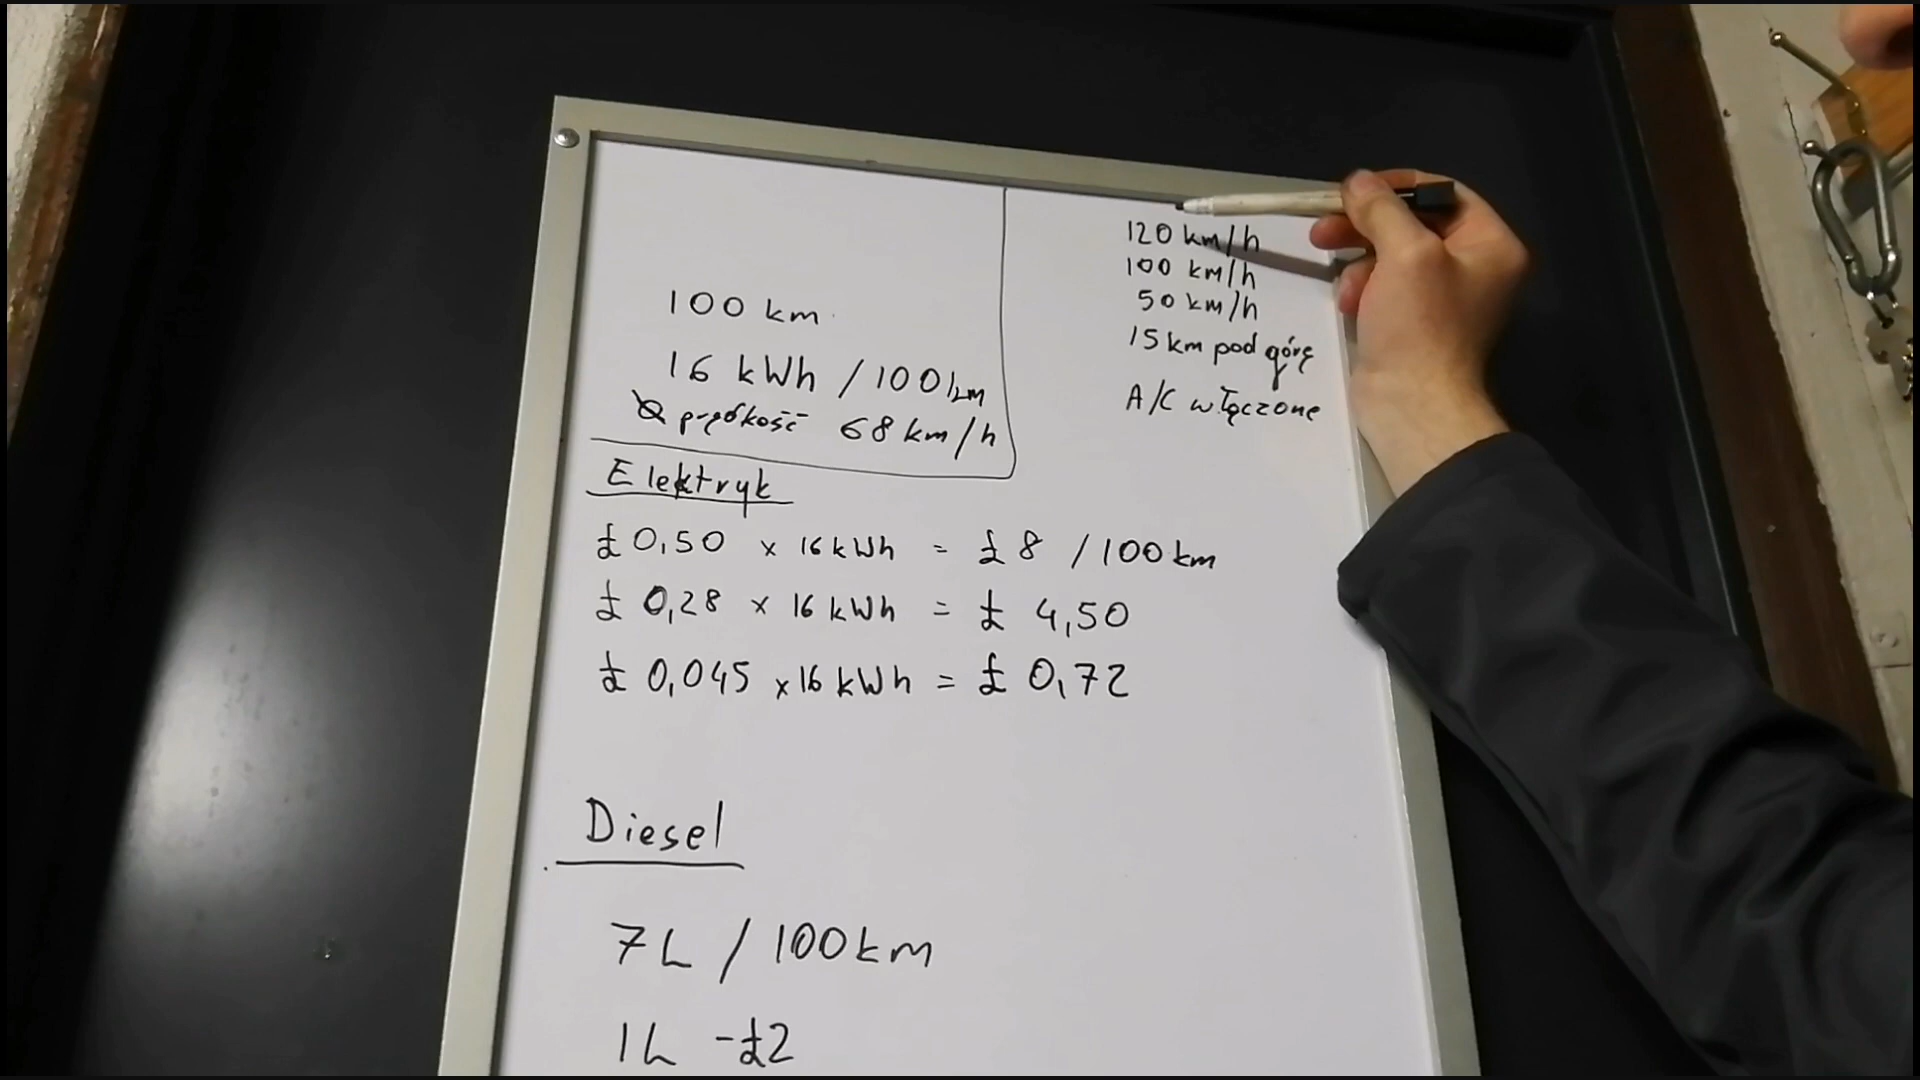 100 km
16 kWh / 100 km
Ø prędkość 68 km/h
120 km/h
100 km/h
50 km/h
15 km pod górę
A/C włączone
Elektryk
£ 0,50 x 16 kWh = £ 8 / 100 km
£ 0,28 x 16 kWh = £ 4,50
£ 0,045 x 16 kWh = £ 0,72
Diesel
7L / 100 km
1L - £2